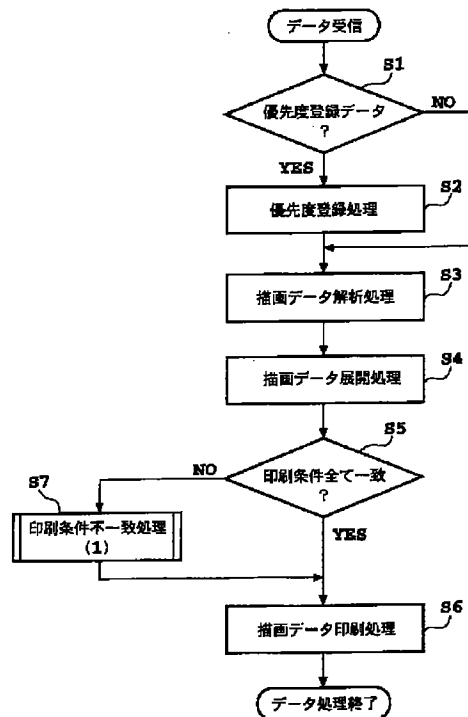 データ受信
S1
優先度登録データ
?
NO
YES
S2
優先度登録処理
S3
描画データ解析処理
S4
描画データ展開処理
S5
印刷条件全て一致
?
NO
YES
S7
印刷条件不一致処理
(1)
S6
描画データ印刷処理
データ処理終了